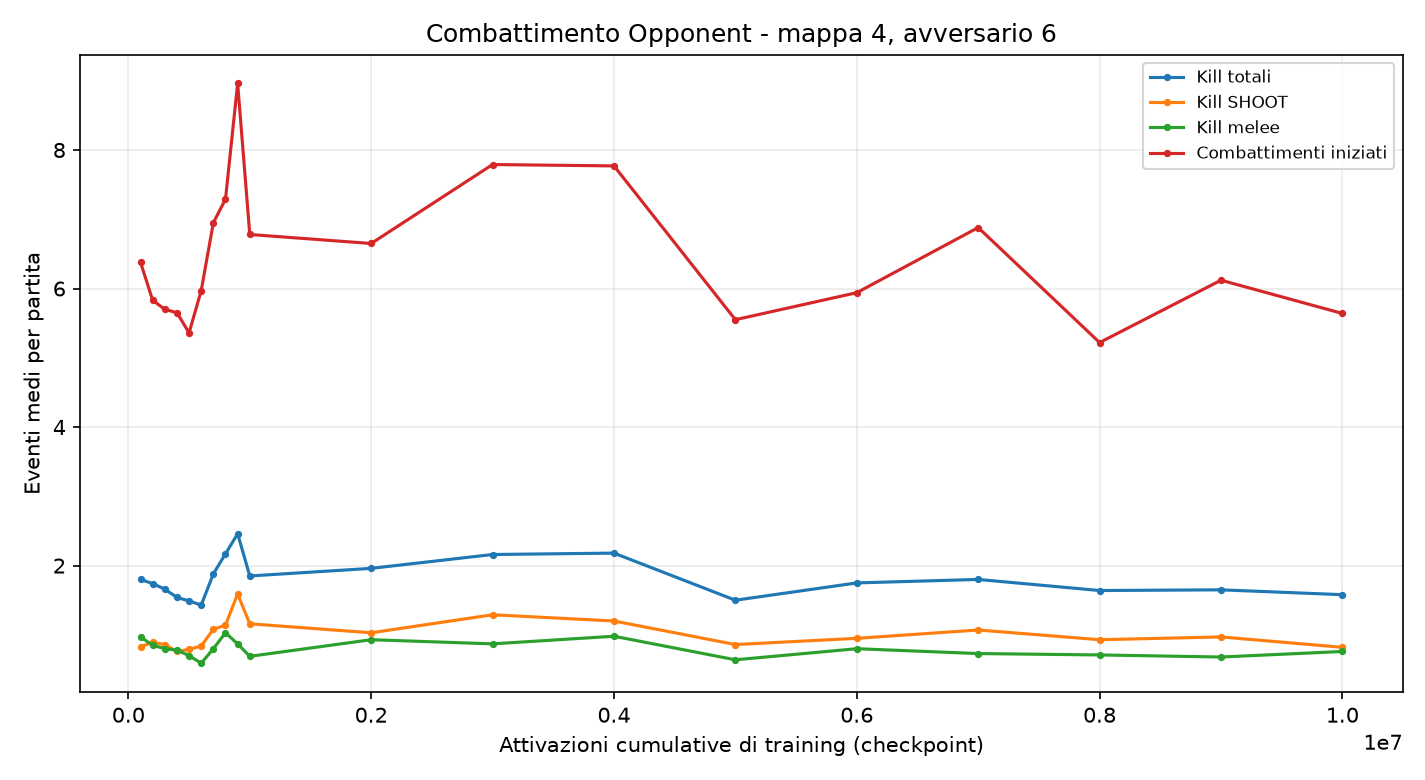 Combattimento Opponent - mappa 4, avversario 6
Kill totali
Kill SHOOT
Kill melee
Combattimenti iniziati
Eventi medi per partita
8
6
4
2
0.0 0.2 0.4 0.6 0.8 1.0
1e7
Attivazioni cumulative di training (checkpoint)